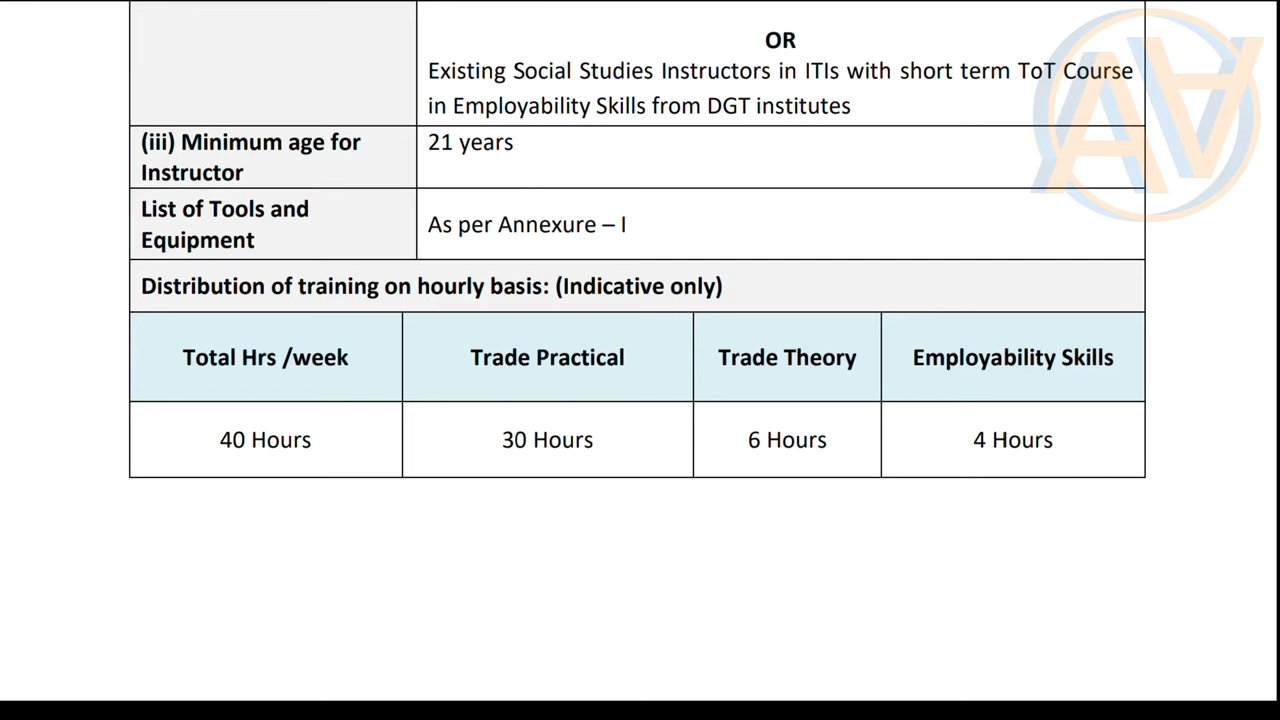 OR
Existing Social Studies Instructors in ITIs with short term ToT Course
in Employability Skills from DGT institutes
(iii) Minimum age for
Instructor
21 years
List of Tools and
Equipment
As per Annexure – I
Distribution of training on hourly basis: (Indicative only)
Total Hrs /week
Trade Practical
Trade Theory
Employability Skills
40 Hours
30 Hours
6 Hours
4 Hours